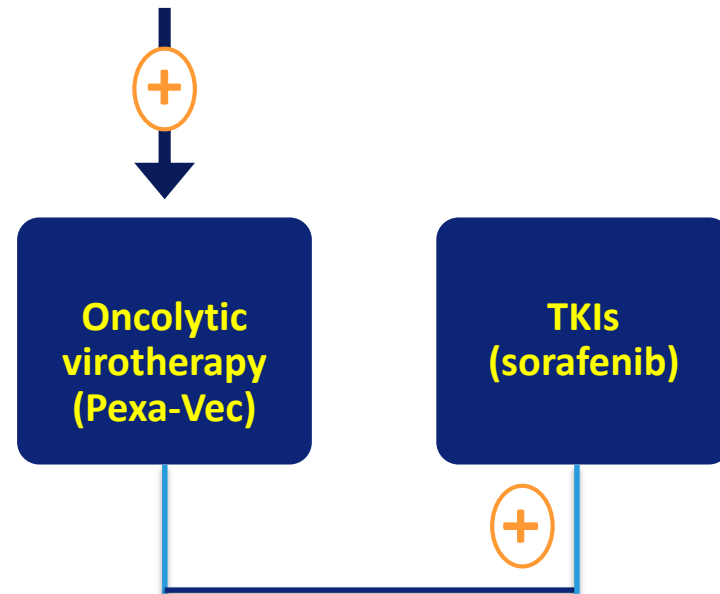 +
Oncolytic
virotherapy
(Pexa-Vec)
TKIs
(sorafenib)
+